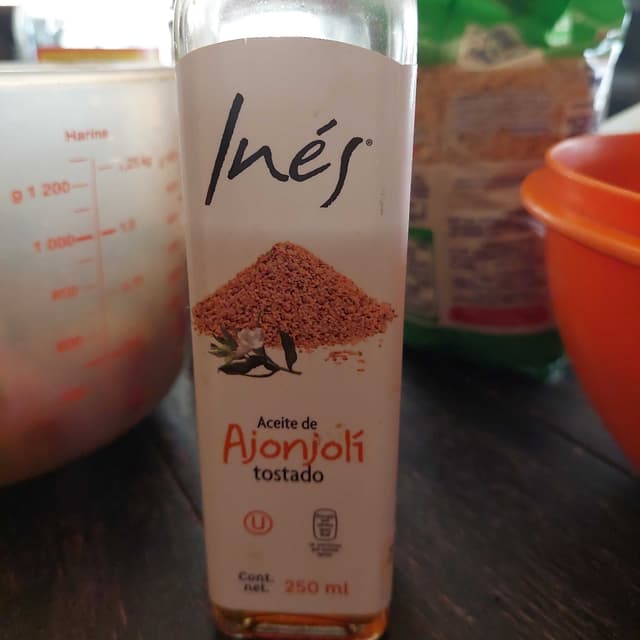 Inés®
Aceite de
Ajonjolí
tostado
U
Cont.
net.
250 ml
Harina
g 1 200
1 000